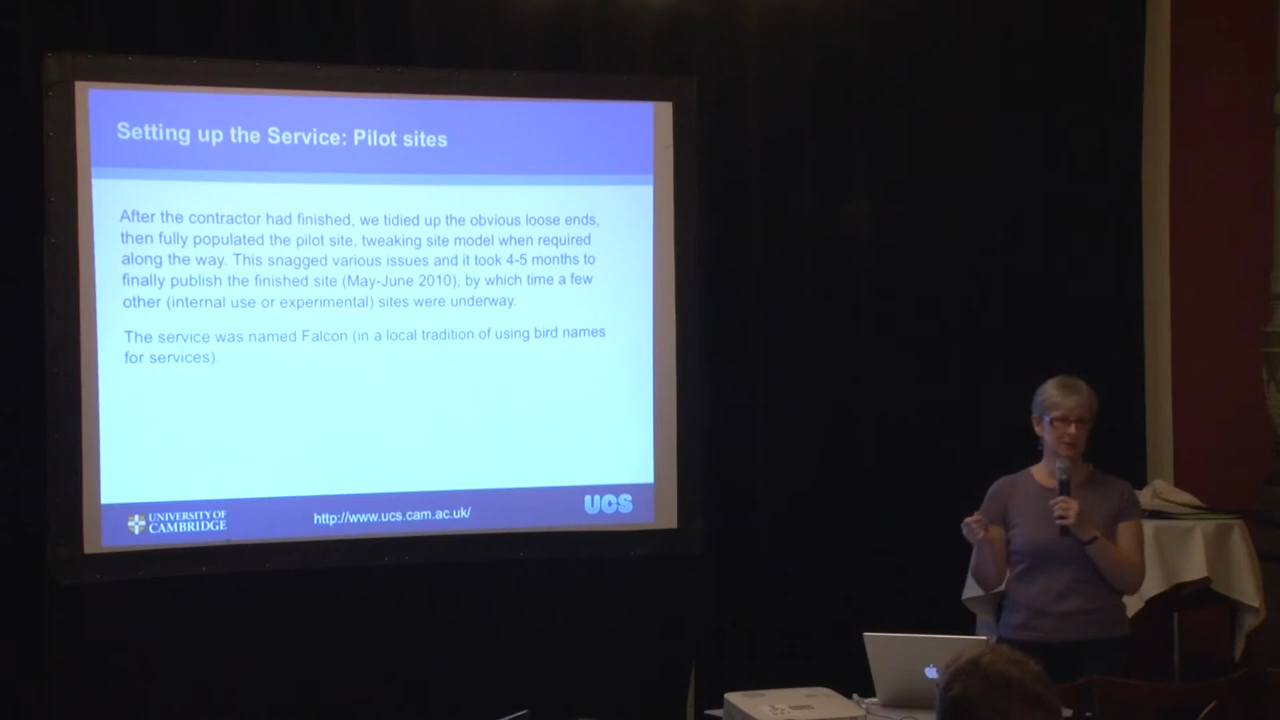 Setting up the Service: Pilot sites
After the contractor had finished, we tidied up the obvious loose ends,
then fully populated the pilot site, tweaking site model when required
along the way. This snagged various issues and it took 4-5 months to
finally publish the finished site (May-June 2010), by which time a few
other (internal use or experimental) sites were underway.
The service was named Falcon (in a local tradition of using bird names
for services).
UNIVERSITY OF
CAMBRIDGE
http://www.ucs.cam.ac.uk/
UCS